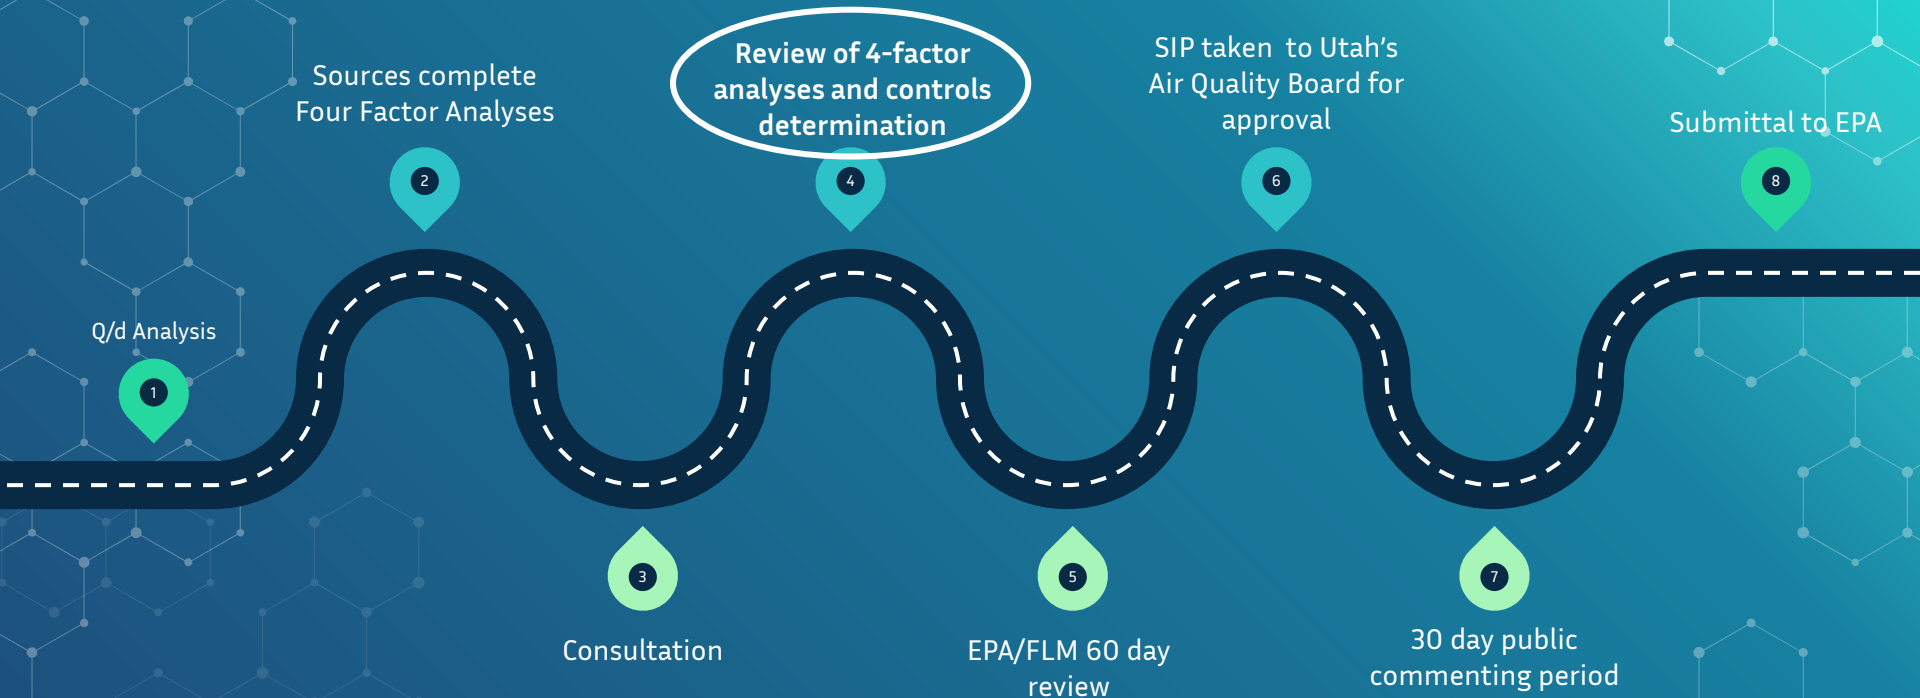 Q/d Analysis
1
Sources complete
Four Factor Analyses
2
3
Consultation
Review of 4-factor
analyses and controls
determination
4
5
EPA/FLM 60 day
review
SIP taken to Utah's
Air Quality Board for
approval
6
7
30 day public
commenting period
Submittal to EPA
8